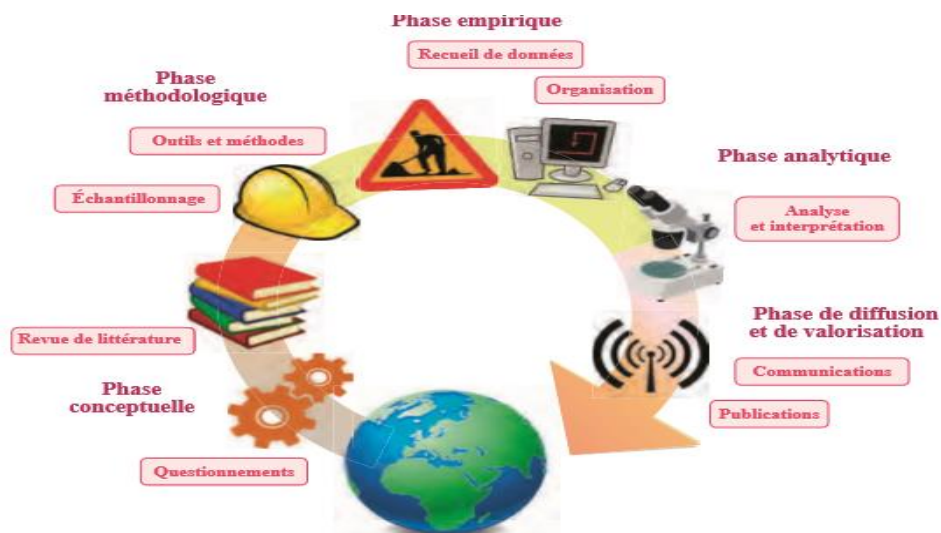 Phase empirique
Recueil de données
Organisation
Phase
méthodologique
Outils et méthodes
Échantillonnage
Phase analytique
Analyse
et interprétation
Revue de littérature
Phase
conceptuelle
Questionnements
Phase de diffusion
et de valorisation
Communications
Publications